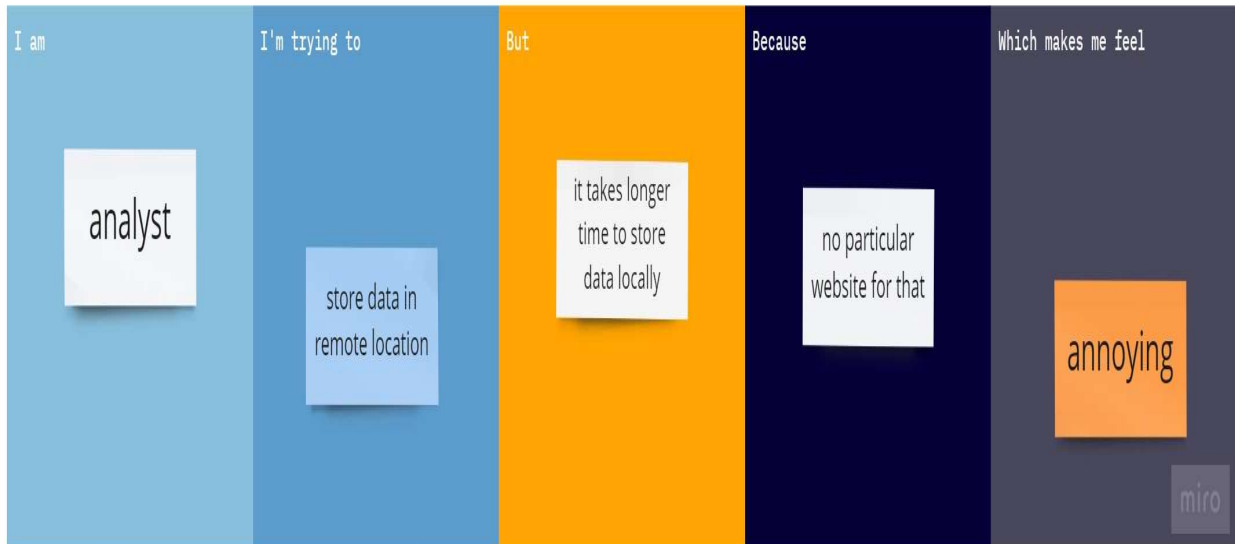 I am
analyst
I'm trying to
store data in
remote location
But
it takes longer
time to store
data locally
Because
no particular
website for that
Which makes me feel
annoying
miro